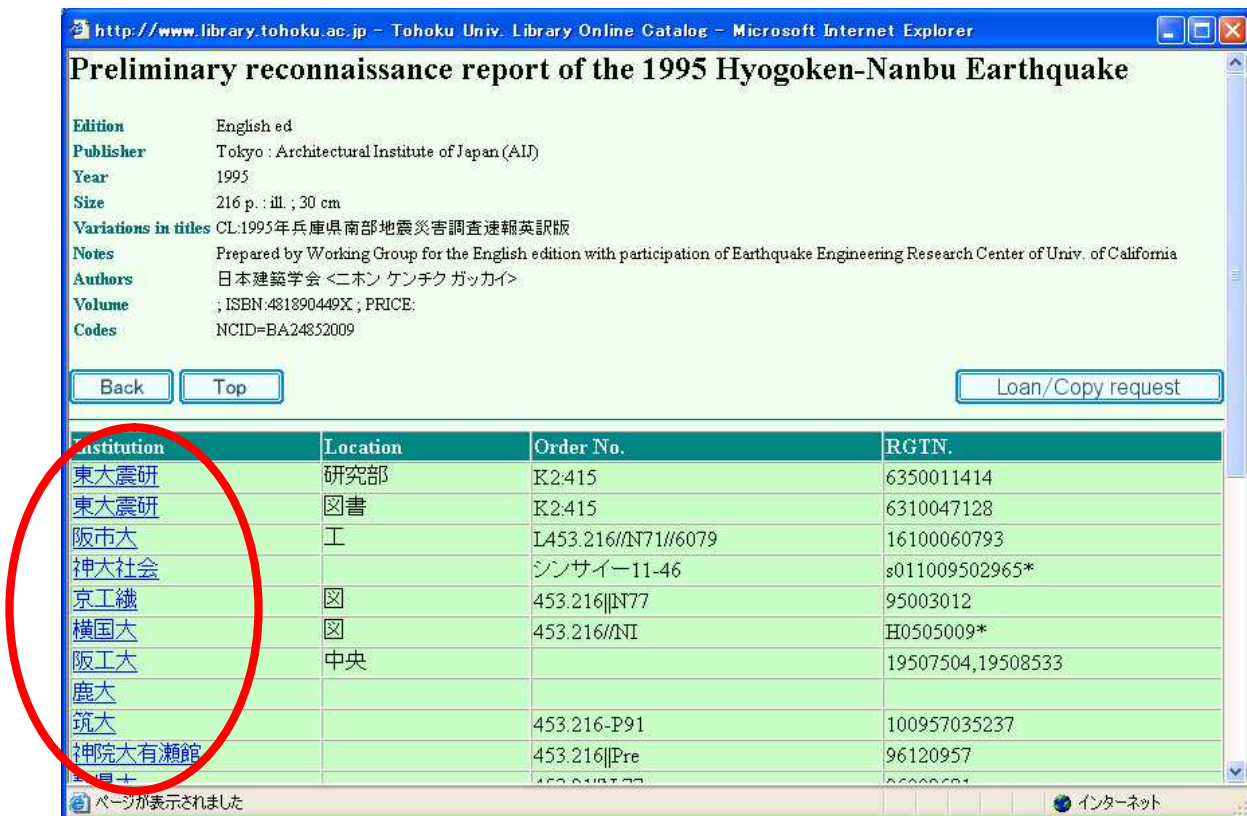 http://www.library.tohoku.ac.jp - Tohoku Univ. Library Online Catalog - Microsoft Internet Explorer
Preliminary reconnaissance report of the 1995 Hyogoken-Nanbu Earthquake
Edition English ed
Publisher Tokyo : Architectural Institute of Japan (AIJ)
Year 1995
Size 216 p. : ill. ; 30 cm
Variations in titles CL:1995年兵庫県南部地震災害調査速報英訳版
Notes Prepared by Working Group for the English edition with participation of Earthquake Engineering Research Center of Univ. of California
Authors 日本建築学会 <ニホン ケンチク ガッカイ>
Volume ; ISBN:481890449X ; PRICE:
Codes NCID=BA24852009
Back Top Loan/Copy request
Institution Location Order No. RGTN.
東大震研 研究部 K2:415 6350011414
東大震研 図書 K2:415 6310047128
阪市大 工 L453.216//N71//6079 16100060793
神大社会 シンサイー11-46 s011009502965*
京工繊 図 453.216||N77 95003012
横国大 図 453.216//NI H0505009*
阪工大 中央 19507504,19508533
鹿大
筑大 453.216-P91 100957035237
神院大有瀬館 453.216||Pre 96120957
ページが表示されました インターネット